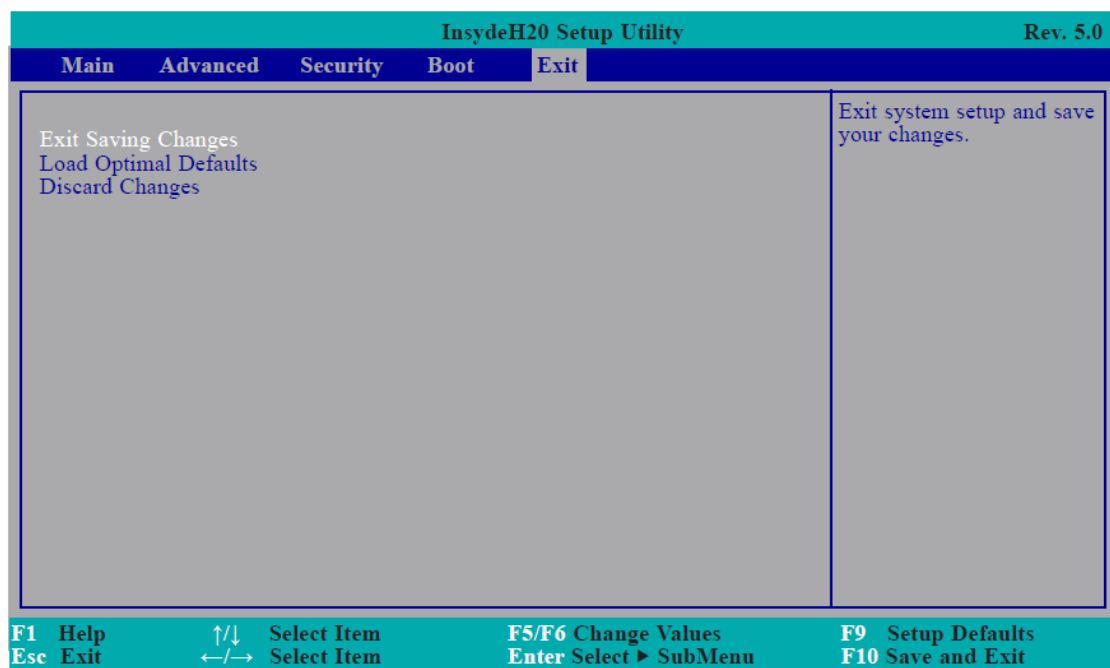 InsydeH20 Setup Utility Rev. 5.0
Main Advanced Security Boot Exit
Exit Saving Changes
Load Optimal Defaults
Discard Changes
Exit system setup and save
your changes.
F1 Help ↑/↓ Select Item F5/F6 Change Values F9 Setup Defaults
Esc Exit ←/→ Select Item Enter Select ▶ SubMenu F10 Save and Exit